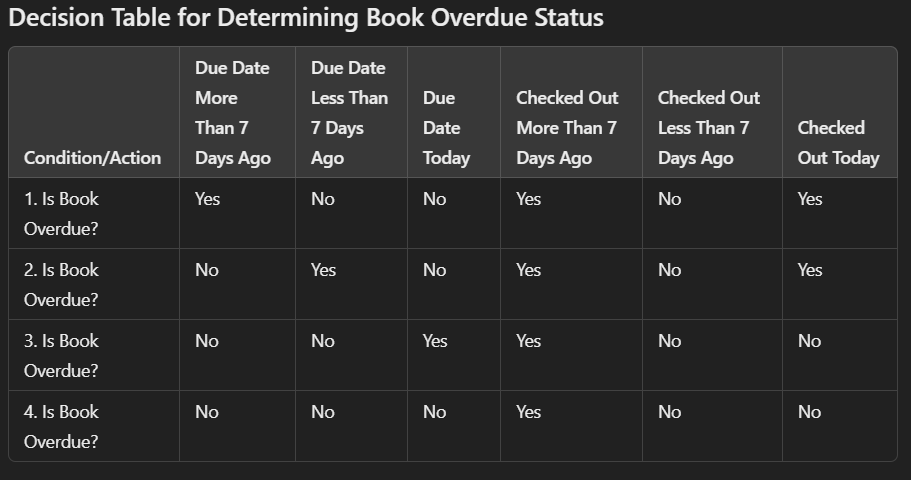 Decision Table for Determining Book Overdue Status
Condition/Action
Due Date
More
Than 7
Days Ago
Due Date
Less Than
7 Days
Ago
Due
Date
Today
Checked Out
More Than 7
Days Ago
Checked Out
Less Than 7
Days Ago
Checked
Out Today
1. Is Book
Overdue?
Yes
No
No
Yes
No
Yes
2. Is Book
Overdue?
No
Yes
No
Yes
No
Yes
3. Is Book
Overdue?
No
No
Yes
Yes
No
No
4. Is Book
Overdue?
No
No
No
Yes
No
No